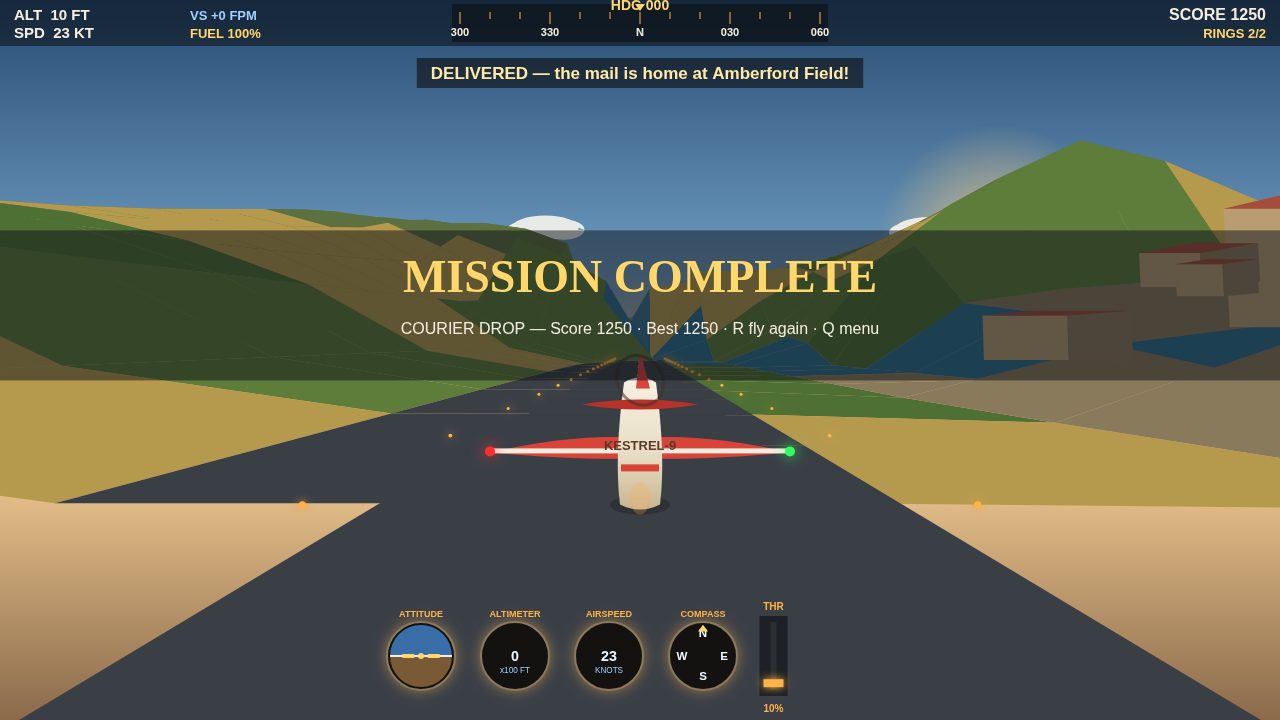 ALT 10 FT
SPD 23 KT
VS +0 FPM
FUEL 100%
HDG 000
300 330 N 030 060
SCORE 1250
RINGS 2/2
DELIVERED — the mail is home at Amberford Field!
MISSION COMPLETE
COURIER DROP — Score 1250 · Best 1250 · R fly again · Q menu
KESTREL-9
ATTITUDE
ALTIMETER
0
x100 FT
AIRSPEED
23
KNOTS
COMPASS
N
W E
S
THR
10%